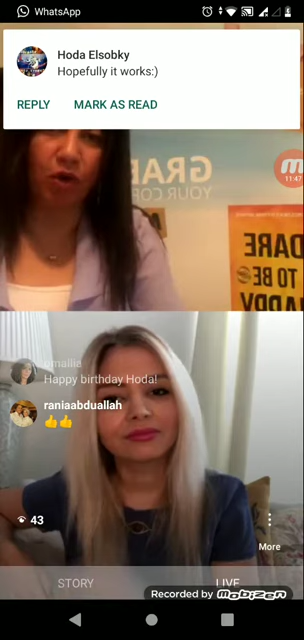 WhatsApp
Hoda Elsobky
Hopefully it works:)
REPLY
MARK AS READ
11:47
GRAB
YOUR CO
DARE
TO BE
HAPPY
Happy birthday Hoda!
raniaabduallah
👍👍
43
More
STORY
LIVE
Recorded by mobizen